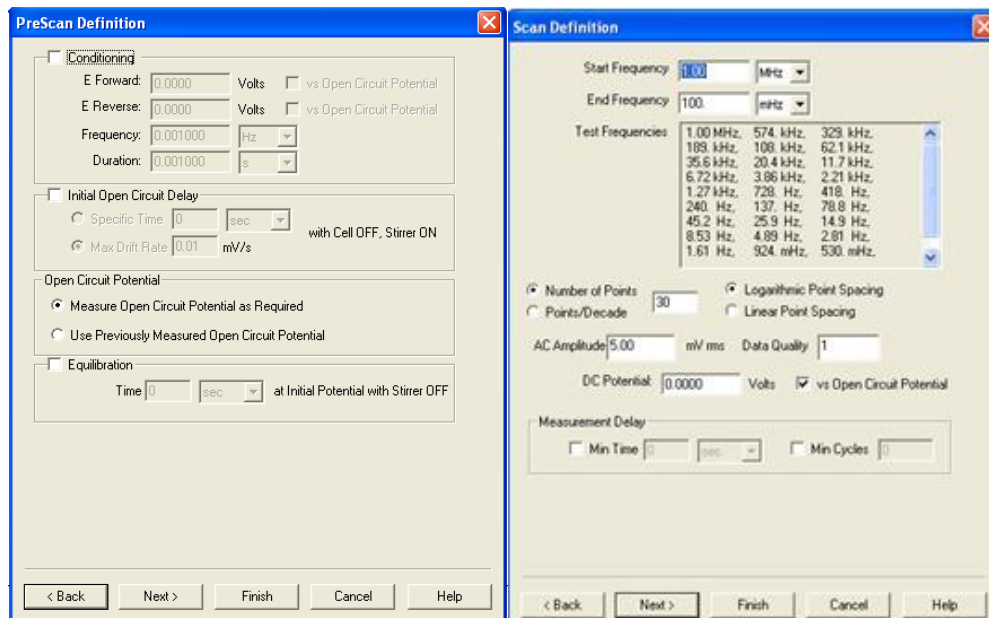 PreScan Definition
Conditioning
E Forward: 0.0000 Volts vs Open Circuit Potential
E Reverse: 0.0000 Volts vs Open Circuit Potential
Frequency: 0.001000 Hz
Duration: 0.001000 s
Initial Open Circuit Delay
Specific Time 0 sec
with Cell OFF, Stirrer ON
Max Drift Rate 0.01 mV/s
Open Circuit Potential
Measure Open Circuit Potential as Required
Use Previously Measured Open Circuit Potential
Equilibration
Time 0 sec at Initial Potential with Stirrer OFF
< Back Next > Finish Cancel Help
Scan Definition
Start Frequency 1.00 MHz
End Frequency 100. mHz
Test Frequencies 1.00 MHz, 574. kHz, 329. kHz,
189. kHz, 108. kHz, 62.1 kHz,
35.6 kHz, 20.4 kHz, 11.7 kHz,
6.72 kHz, 3.86 kHz, 2.21 kHz,
1.27 kHz, 728. Hz, 418. Hz,
240. Hz, 137. Hz, 78.8 Hz,
45.2 Hz, 25.9 Hz, 14.9 Hz,
8.53 Hz, 4.89 Hz, 2.81 Hz,
1.61 Hz, 924. mHz, 530. mHz,
Number of Points 30 Logarithmic Point Spacing
Points/Decade Linear Point Spacing
AC Amplitude 5.00 mV rms Data Quality 1
DC Potential: 0.0000 Volts vs Open Circuit Potential
Measurement Delay
Min Time 0 sec Min Cycles 0
< Back Next > Finish Cancel Help